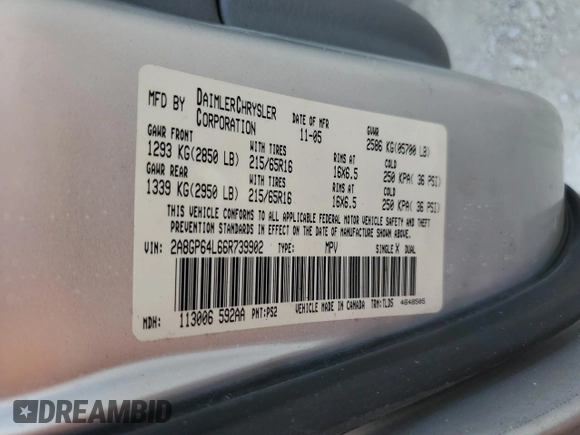 MFD BY DAIMLERCHRYSLER CORPORATION DATE OF MFR 11-05 GVWR 2586 KG(05700 LB)
GAWR FRONT WITH TIRES RIMS AT COLD
1293 KG(2850 LB) 215/65R16 16X6.5 250 KPA( 36 PSI)
GAWR REAR WITH TIRES RIMS AT COLD
1339 KG(2950 LB) 215/65R16 16X6.5 250 KPA( 36 PSI)
THIS VEHICLE CONFORMS TO ALL APPLICABLE FEDERAL MOTOR VEHICLE SAFETY, BUMPER, AND THEFT
PREVENTION STANDARDS IN EFFECT ON THE DATE OF MANUFACTURE SHOWN ABOVE.
VIN: 2A8GP64L66R739902 TYPE: MPV SINGLE X DUAL
VEHICLE MADE IN CANADA TRM:TLDS 4648505
MDH: 113006 592AA PNT:PS2
DREAMBID